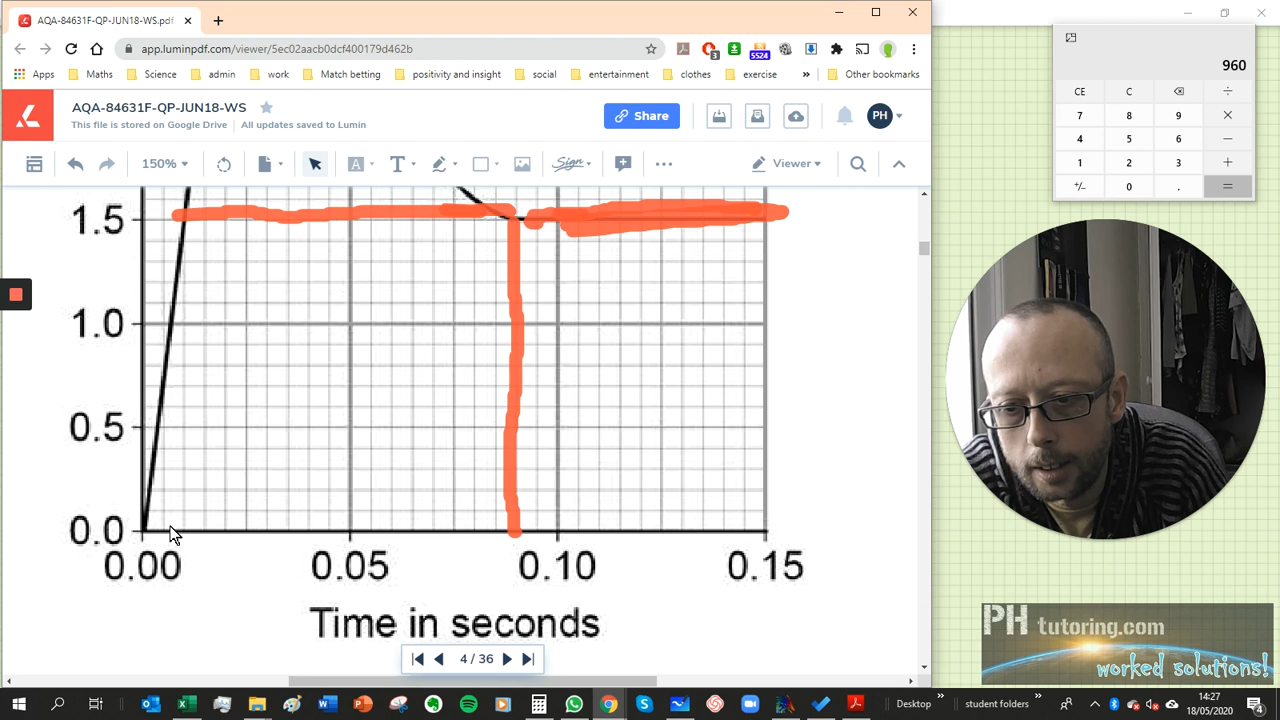 AQA-84631F-QP-JUN18-WS.pdf
app.luminpdf.com/viewer/5ec02aacb0dcf400179d462b
3
5524
Apps
Maths
Science
admin
work
Match betting
positivity and insight
social
entertainment
clothes
exercise
»
Other bookmarks
AQA-84631F-QP-JUN18-WS
This file is stored on Google Drive
All updates saved to Lumin
Share
PH
150%
A
T
Sign
Viewer
1.5
1.0
0.5
0.0
0.00
0.05
0.10
0.15
Time in seconds
4 / 36
960
CE
C
÷
7
8
9
×
4
5
6
−
1
2
3
+
+/−
0
.
=
PH tutoring.com
worked solutions!
Desktop
»
student folders
»
14:27
18/05/2020
4